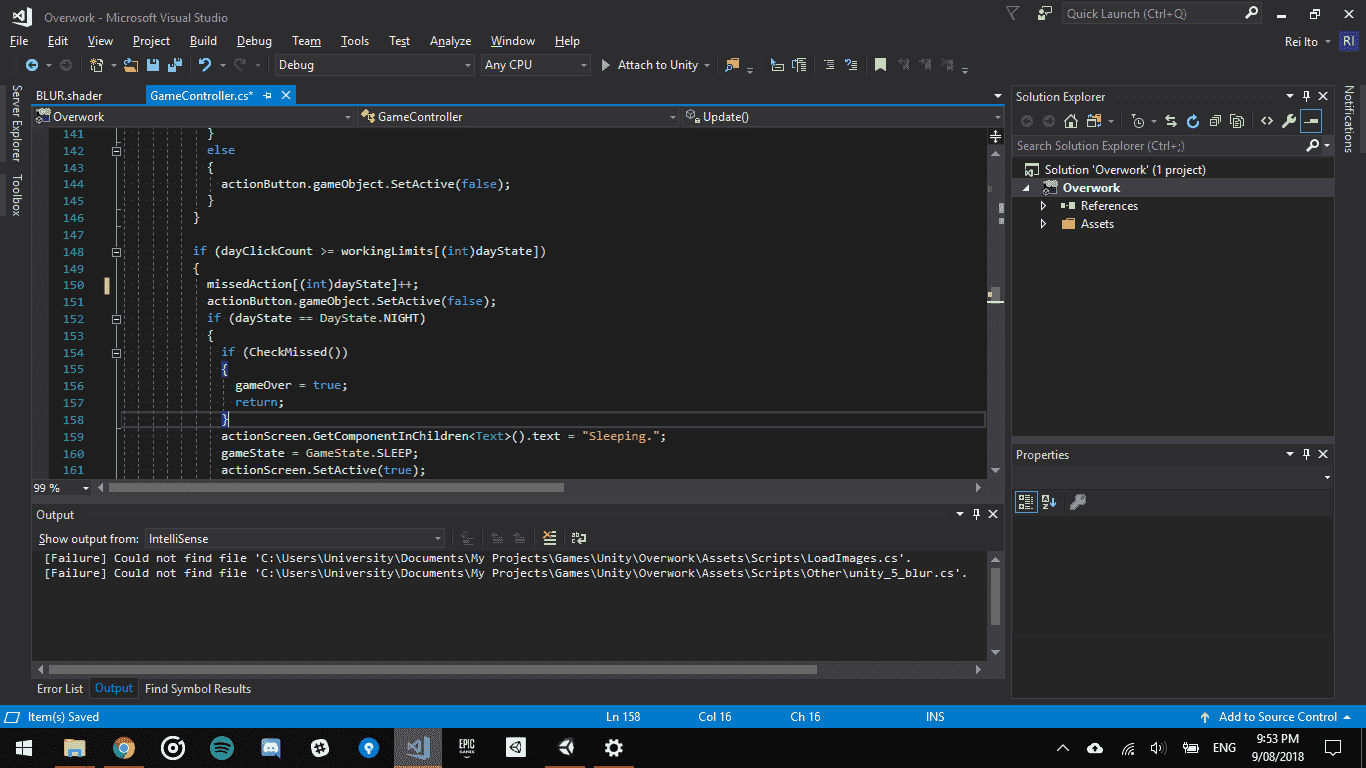 Overwork - Microsoft Visual Studio
Quick Launch (Ctrl+Q)
File Edit View Project Build Debug Team Tools Test Analyze Window Help
Rei Ito RI
Debug Any CPU Attach to Unity
Server Explorer
Toolbox
BLUR.shader GameController.cs*
Overwork GameController Update()
141 }
142 else
143 {
144 actionButton.gameObject.SetActive(false);
145 }
146 }
147
148 if (dayClickCount >= workingLimits[(int)dayState])
149 {
150 missedAction[(int)dayState]++;
151 actionButton.gameObject.SetActive(false);
152 if (dayState == DayState.NIGHT)
153 {
154 if (CheckMissed())
155 {
156 gameOver = true;
157 return;
158 }
159 actionScreen.GetComponentInChildren<Text>().text = "Sleeping.";
160 gameState = GameState.SLEEP;
161 actionScreen.SetActive(true);
99 %
Output
Show output from: IntelliSense
[Failure] Could not find file 'C:\Users\University\Documents\My Projects\Games\Unity\Overwork\Assets\Scripts\LoadImages.cs'.
[Failure] Could not find file 'C:\Users\University\Documents\My Projects\Games\Unity\Overwork\Assets\Scripts\Other\unity_5_blur.cs'.
Error List Output Find Symbol Results
Solution Explorer
Search Solution Explorer (Ctrl+;)
Solution 'Overwork' (1 project)
Overwork
References
Assets
Properties
Notifications
Item(s) Saved Ln 158 Col 16 Ch 16 INS Add to Source Control
EPIC GAMES
ENG
9:53 PM
9/08/2018